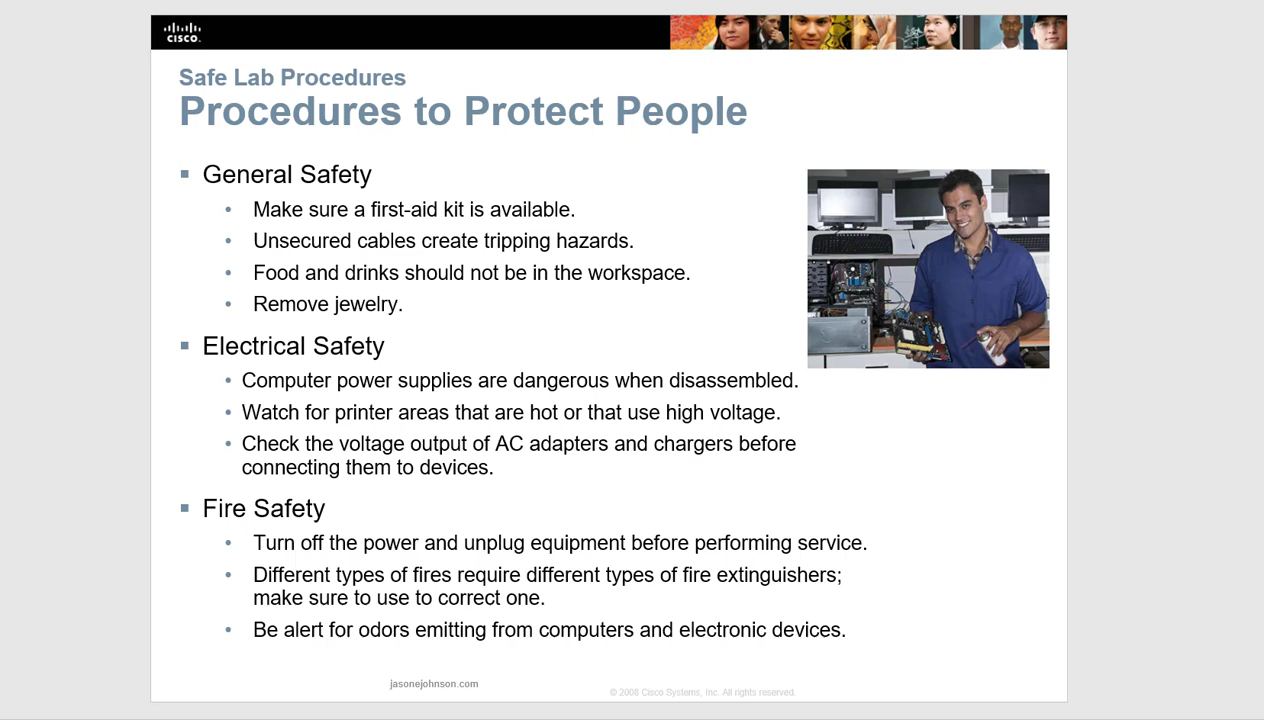 CISCO.
Safe Lab Procedures
Procedures to Protect People
General Safety
Make sure a first-aid kit is available.
Unsecured cables create tripping hazards.
Food and drinks should not be in the workspace.
Remove jewelry.
Electrical Safety
Computer power supplies are dangerous when disassembled.
Watch for printer areas that are hot or that use high voltage.
Check the voltage output of AC adapters and chargers before
connecting them to devices.
Fire Safety
Turn off the power and unplug equipment before performing service.
Different types of fires require different types of fire extinguishers;
make sure to use to correct one.
Be alert for odors emitting from computers and electronic devices.
jasonejohnson.com
© 2008 Cisco Systems, Inc. All rights reserved.